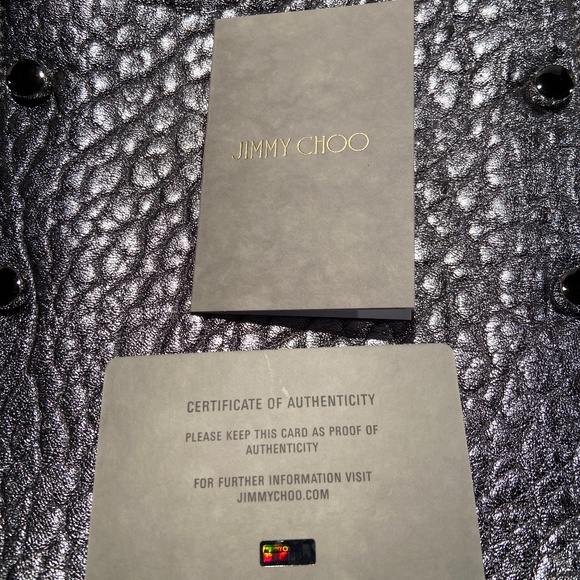 JIMMY CHOO
CERTIFICATE OF AUTHENTICITY
PLEASE KEEP THIS CARD AS PROOF OF
AUTHENTICITY
FOR FURTHER INFORMATION VISIT
JIMMYCHOO.COM